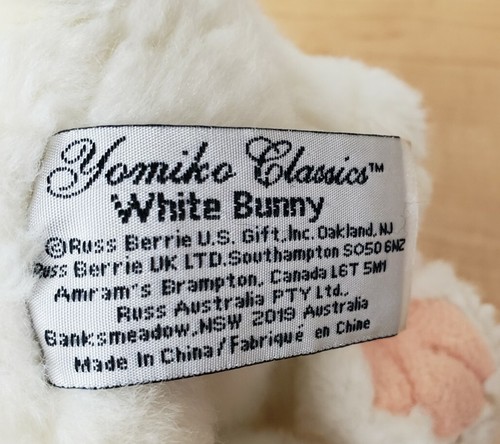 Yomiko Classics™
White Bunny
©Russ Berrie U.S. Gift,Inc. Oakland, NJ
Russ Berrie UK LTD.Southampton SO50 6NZ
Amram's Brampton, Canada L6T 5M1
Russ Australia PTY Ltd.,
Banksmeadow,NSW 2019 Australia
Made In China/Fabriqué en Chine